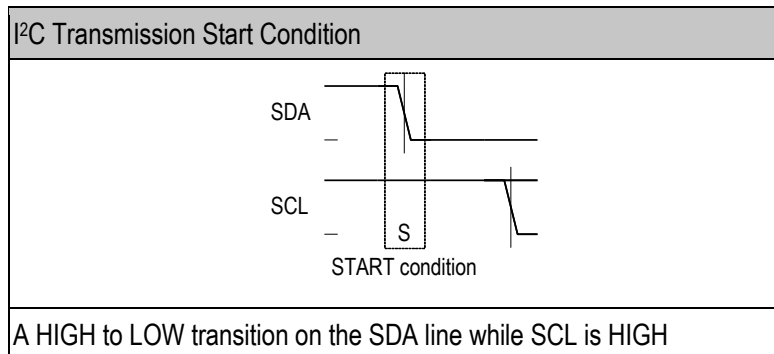 I²C Transmission Start Condition
SDA
SCL
S
START condition
A HIGH to LOW transition on the SDA line while SCL is HIGH